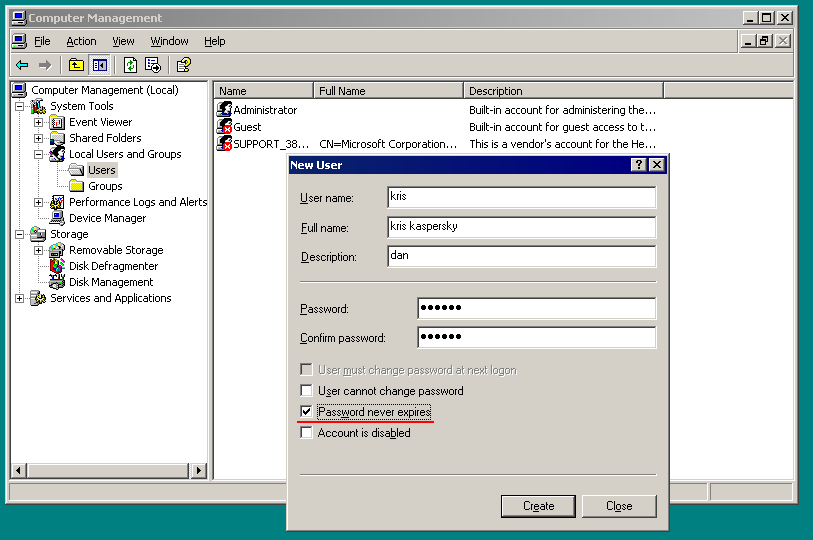 Computer Management
File Action View Window Help
Computer Management (Local)
System Tools
Event Viewer
Shared Folders
Local Users and Groups
Users
Groups
Performance Logs and Alerts
Device Manager
Storage
Removable Storage
Disk Defragmenter
Disk Management
Services and Applications
Name Full Name Description
Administrator Built-in account for administering the...
Guest Built-in account for guest access to t...
SUPPORT_38... CN=Microsoft Corporation... This is a vendor's account for the He...
New User
User name: kris
Full name: kris kaspersky
Description: dan
Password: ●●●●●●
Confirm password: ●●●●●●
User must change password at next logon
User cannot change password
Password never expires
Account is disabled
Create Close